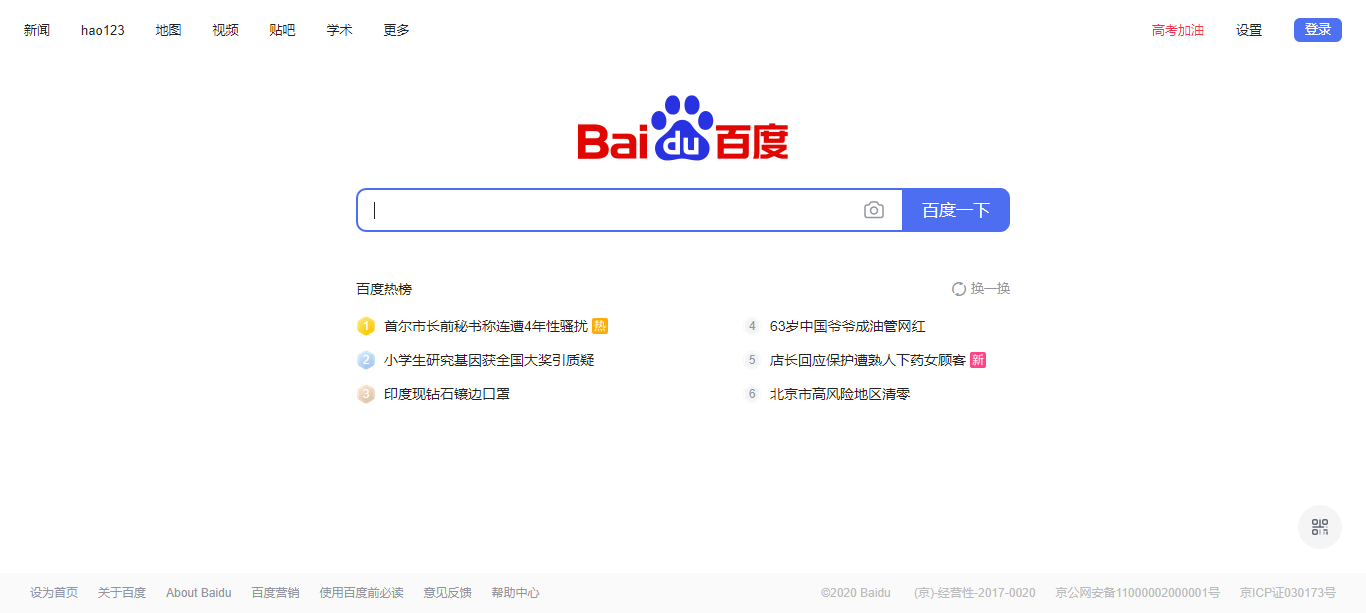 新闻 hao123 地图 视频 贴吧 学术 更多 高考加油 设置 登录
Bai du 百度
百度一下
百度热榜 换一换
1 首尔市长前秘书称连遭4年性骚扰 热 4 63岁中国爷爷成油管网红
2 小学生研究基因获全国大奖引质疑 5 店长回应保护遭熟人下药女顾客 新
3 印度现钻石镶边口罩 6 北京市高风险地区清零
设为首页 关于百度 About Baidu 百度营销 使用百度前必读 意见反馈 帮助中心 ©2020 Baidu (京)-经营性-2017-0020 京公网安备11000002000001号 京ICP证030173号